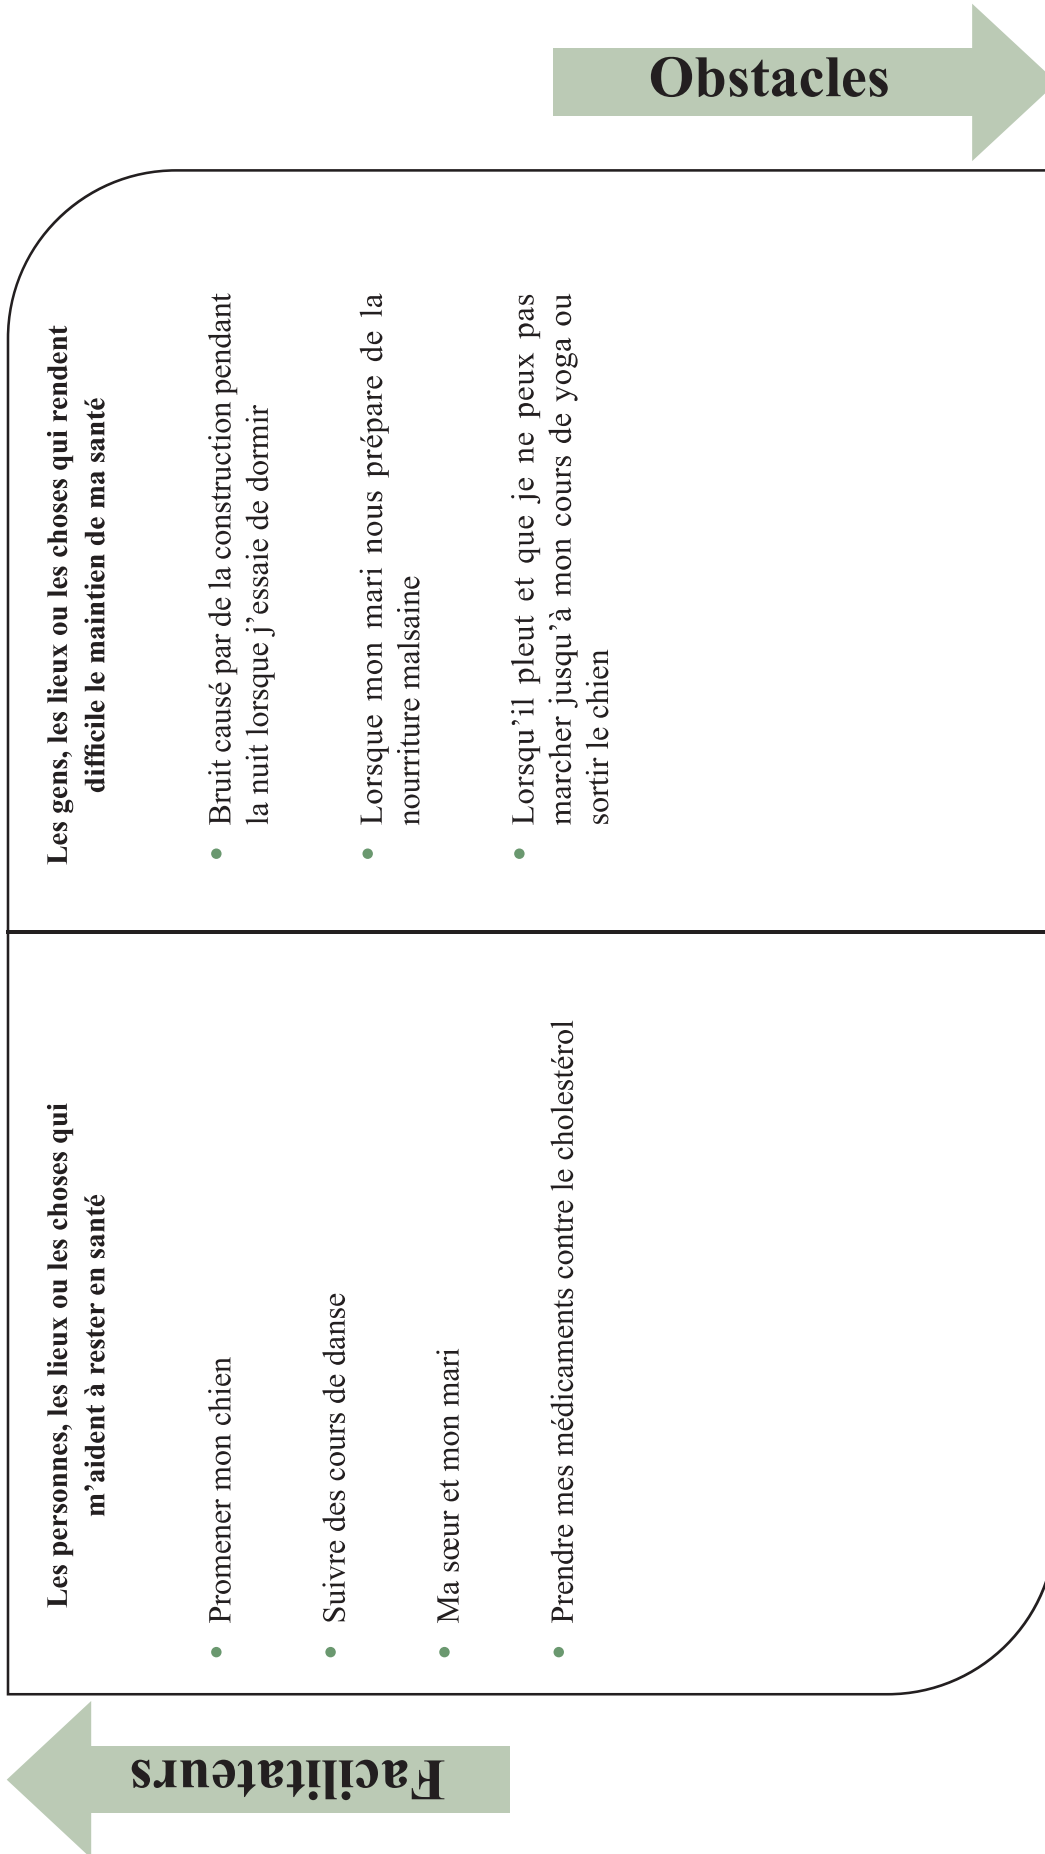 Facilitateurs
Les personnes, les lieux ou les choses qui
m’aident à rester en santé
• Promener mon chien
• Suivre des cours de danse
• Ma sœur et mon mari
• Prendre mes médicaments contre le cholestérol
Les gens, les lieux ou les choses qui rendent
difficile le maintien de ma santé
• Bruit causé par de la construction pendant
la nuit lorsque j’essaie de dormir
• Lorsque mon mari nous prépare de la
nourriture malsaine
• Lorsqu’il pleut et que je ne peux pas
marcher jusqu’à mon cours de yoga ou
sortir le chien
Obstacles